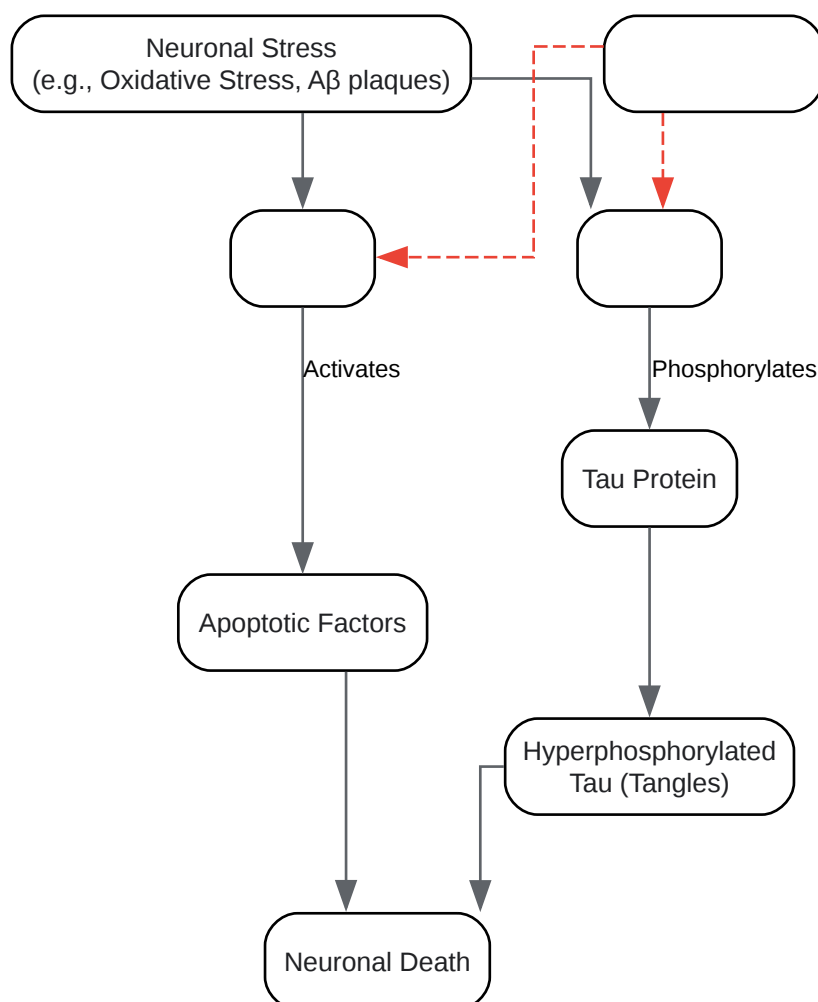 Neuronal Stress
(e.g., Oxidative Stress, Aβ plaques)
Activates
Phosphorylates
Tau Protein
Apoptotic Factors
Hyperphosphorylated
Tau (Tangles)
Neuronal Death